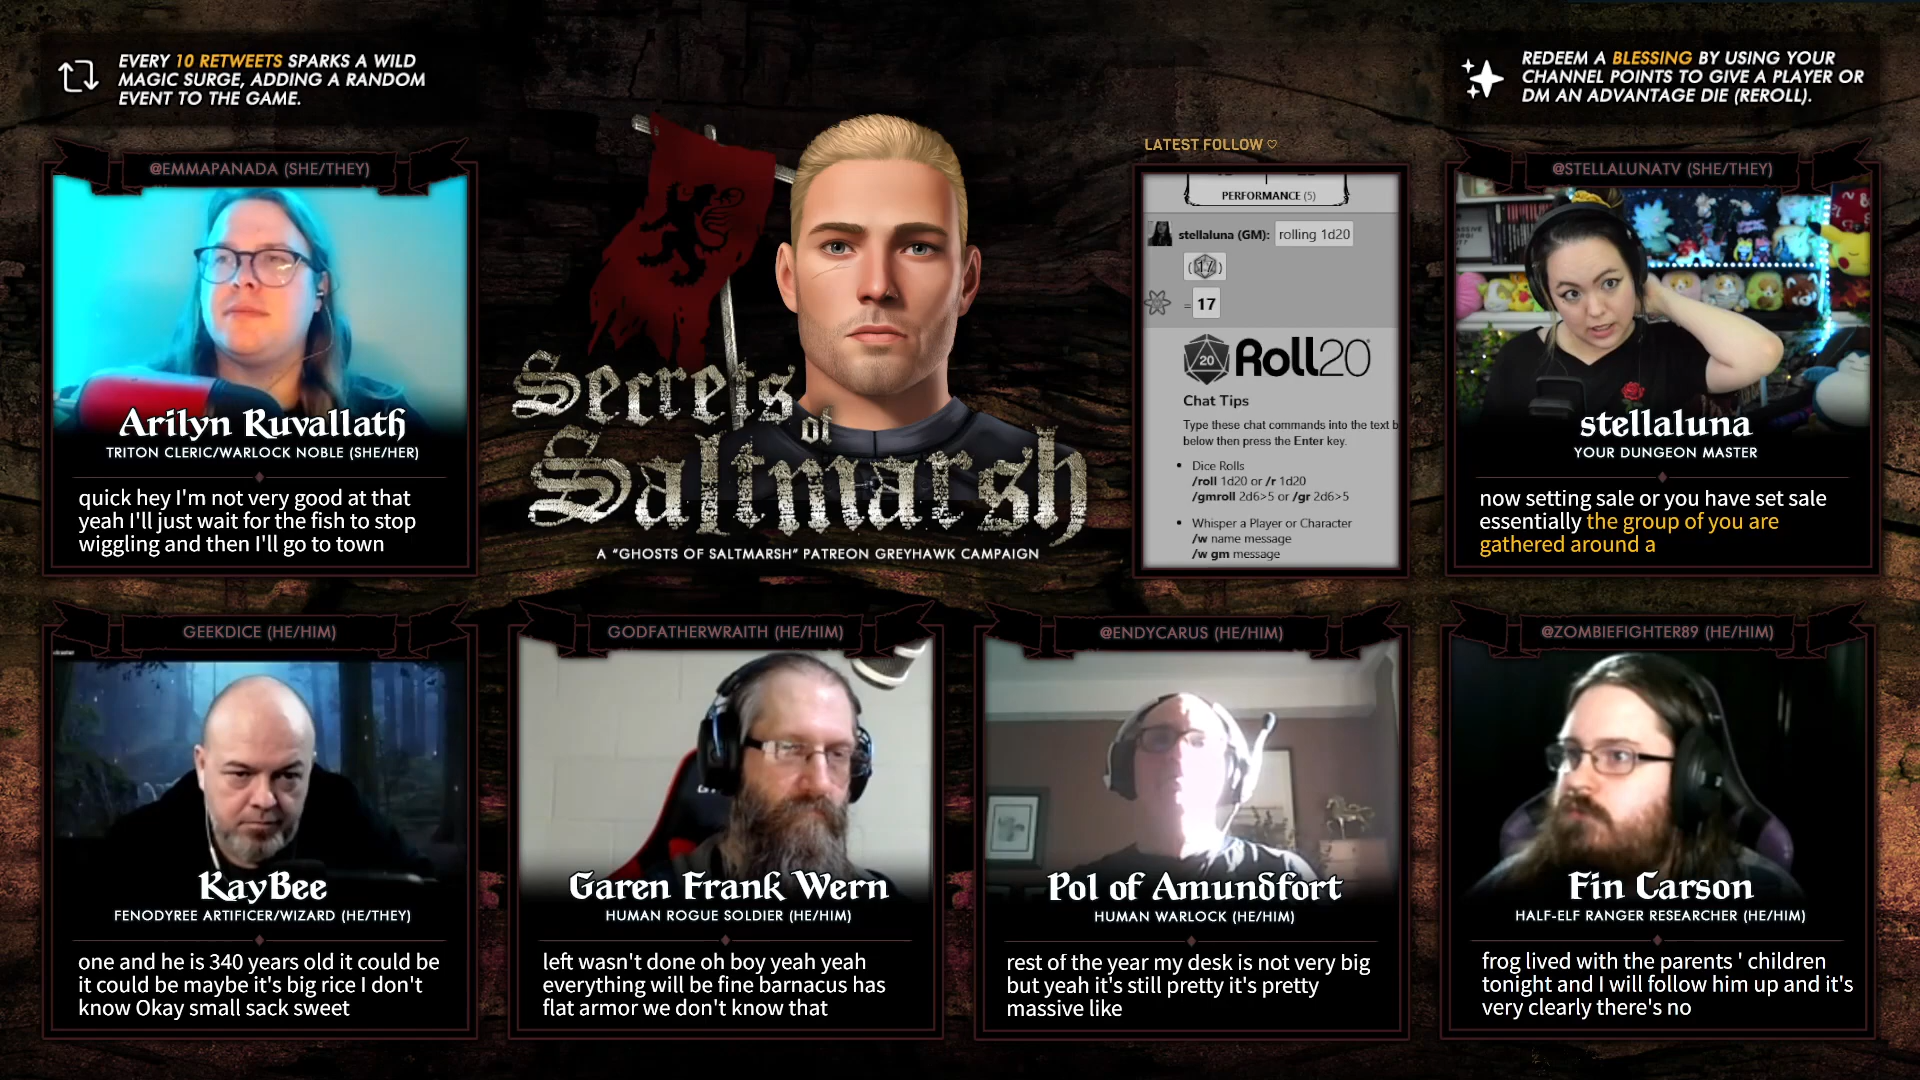 EVERY 10 RETWEETS SPARKS A WILD
MAGIC SURGE, ADDING A RANDOM
EVENT TO THE GAME.
REDEEM A BLESSING BY USING YOUR
CHANNEL POINTS TO GIVE A PLAYER OR
DM AN ADVANTAGE DIE (REROLL).
@EMMAPANADA (SHE/THEY)
Arilyn Ruvallath
TRITON CLERIC/WARLOCK NOBLE (SHE/HER)
quick hey I'm not very good at that
yeah I'll just wait for the fish to stop
wiggling and then I'll go to town
Secrets
of
Saltmarsh
A "GHOSTS OF SALTMARSH" PATREON GREYHAWK CAMPAIGN
LATEST FOLLOW ♡
PERFORMANCE (5)
stellaluna (GM): rolling 1d20
(17)
= 17
20 Roll20
Chat Tips
Type these chat commands into the text b
below then press the Enter key.
• Dice Rolls
/roll 1d20 or /r 1d20
/gmroll 2d6>5 or /gr 2d6>5
• Whisper a Player or Character
/w name message
/w gm message
@STELLALUNATV (SHE/THEY)
stellaluna
YOUR DUNGEON MASTER
now setting sale or you have set sale
essentially the group of you are
gathered around a
GEEKDICE (HE/HIM)
KayBee
FENODYREE ARTIFICER/WIZARD (HE/THEY)
one and he is 340 years old it could be
it could be maybe it's big rice I don't
know Okay small sack sweet
GODFATHERWRAITH (HE/HIM)
Garen Frank Wern
HUMAN ROGUE SOLDIER (HE/HIM)
left wasn't done oh boy yeah yeah
everything will be fine barnacus has
flat armor we don't know that
@ENDYCARUS (HE/HIM)
Pol of Amundfort
HUMAN WARLOCK (HE/HIM)
rest of the year my desk is not very big
but yeah it's still pretty it's pretty
massive like
@ZOMBIEFIGHTER89 (HE/HIM)
Fin Carson
HALF-ELF RANGER RESEARCHER (HE/HIM)
frog lived with the parents ' children
tonight and I will follow him up and it's
very clearly there's no